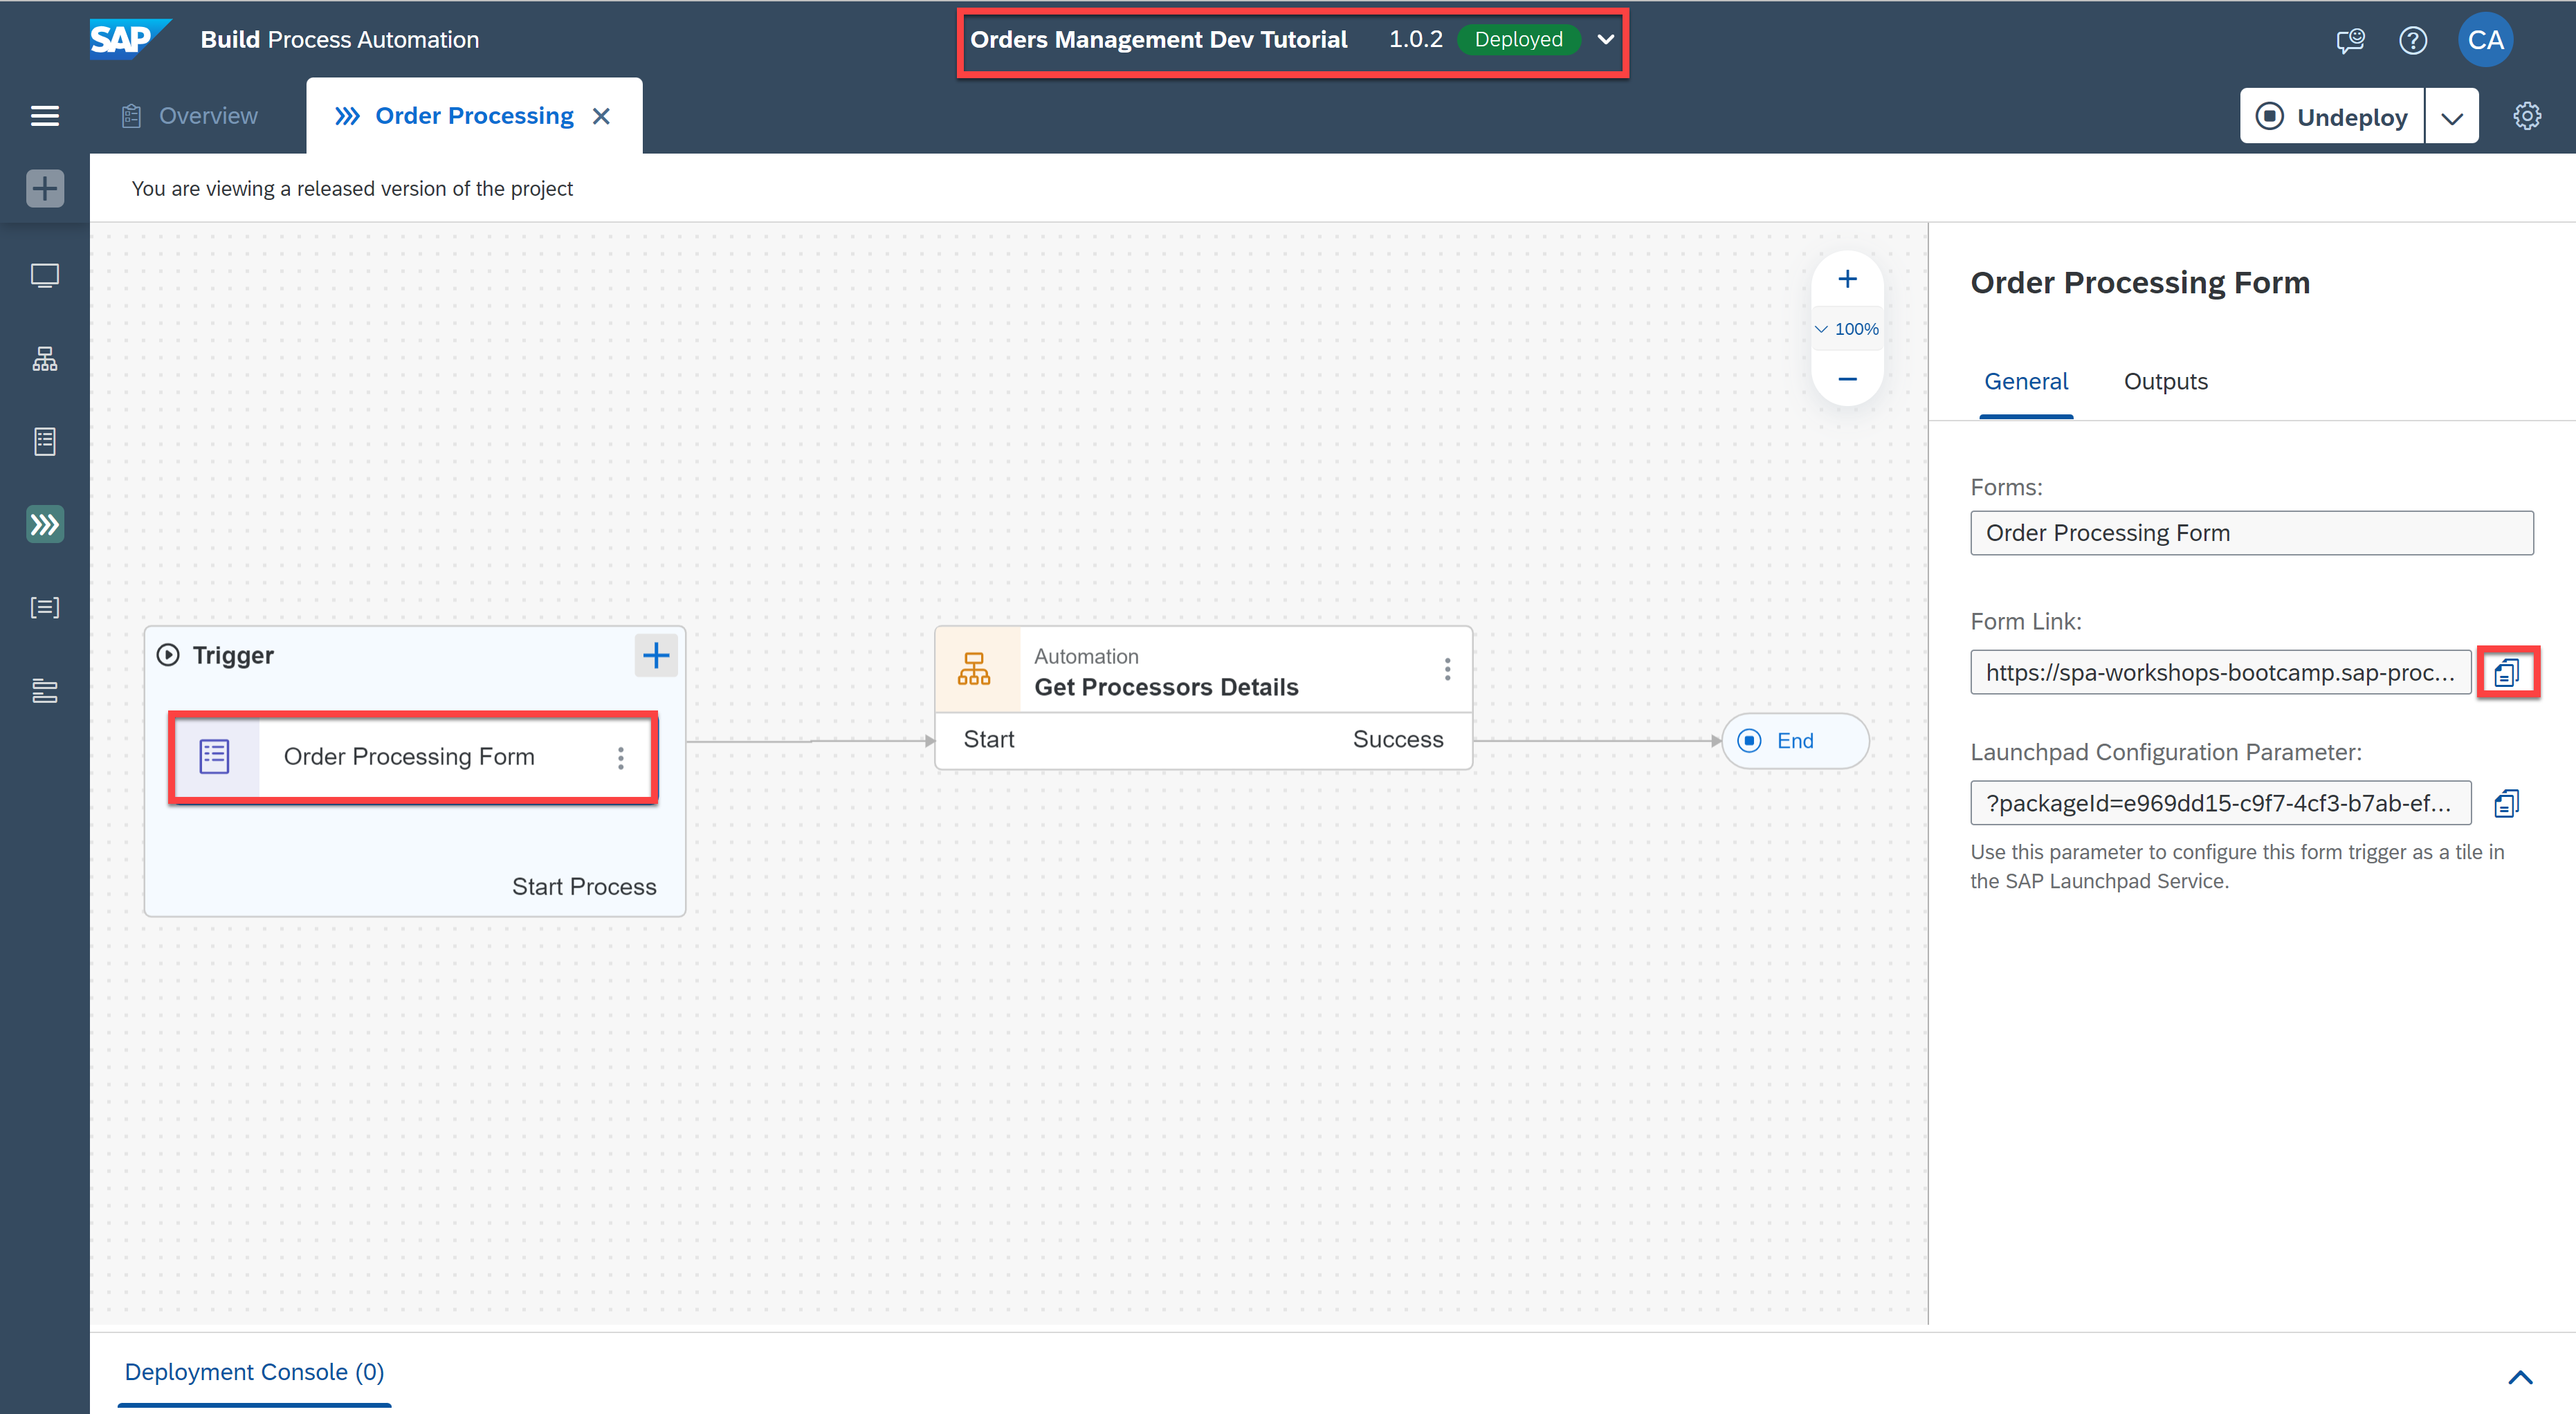 SAP Build Process Automation
Orders Management Dev Tutorial 1.0.2 Deployed
CA
Overview
Order Processing
Undeploy
You are viewing a released version of the project
100%
Trigger
Order Processing Form
Start Process
Automation
Get Processors Details
Start Success
End
Order Processing Form
General Outputs
Forms:
Order Processing Form
Form Link:
https://spa-workshops-bootcamp.sap-proc...
Launchpad Configuration Parameter:
?packageId=e969dd15-c9f7-4cf3-b7ab-ef...
Use this parameter to configure this form trigger as a tile in
the SAP Launchpad Service.
Deployment Console (0)